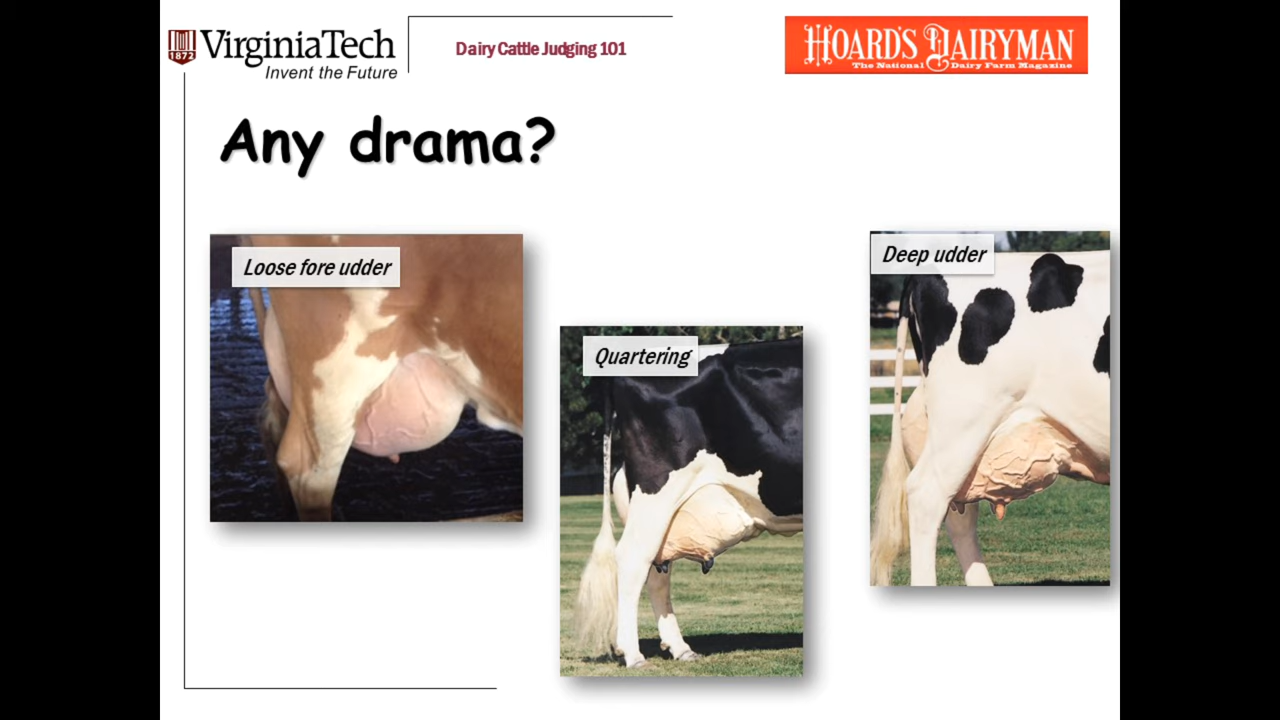 VirginiaTech
1872
Invent the Future
Dairy Cattle Judging 101
HOARD'S DAIRYMAN
The National Dairy Farm Magazine
Any drama?
Loose fore udder
Quartering
Deep udder